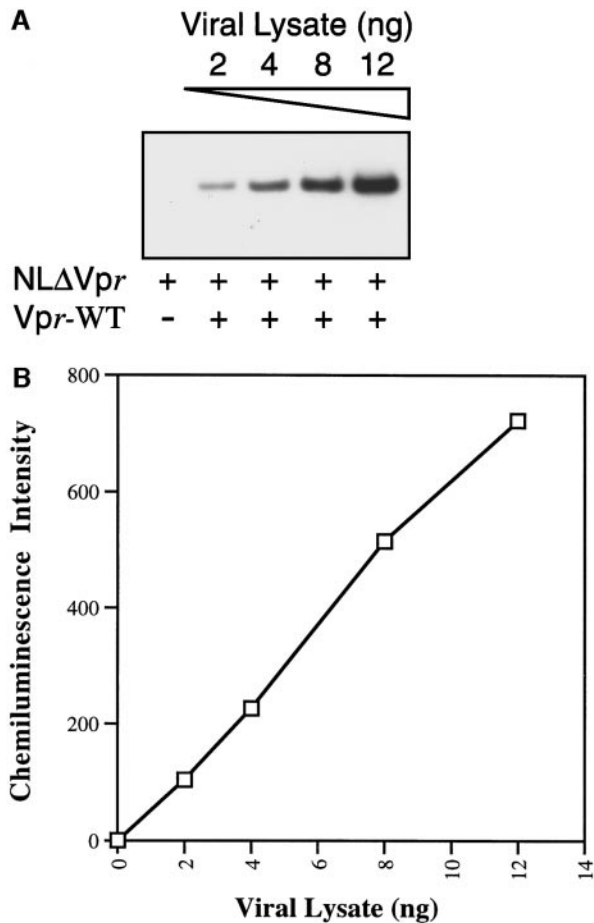 A
Viral Lysate (ng)
2 4 8 12
NLΔVpr + + + + +
Vpr-WT - + + + +
B
800
600
400
200
0
Chemiluminescence Intensity
0 2 4 6 8 10 12 14
Viral Lysate (ng)